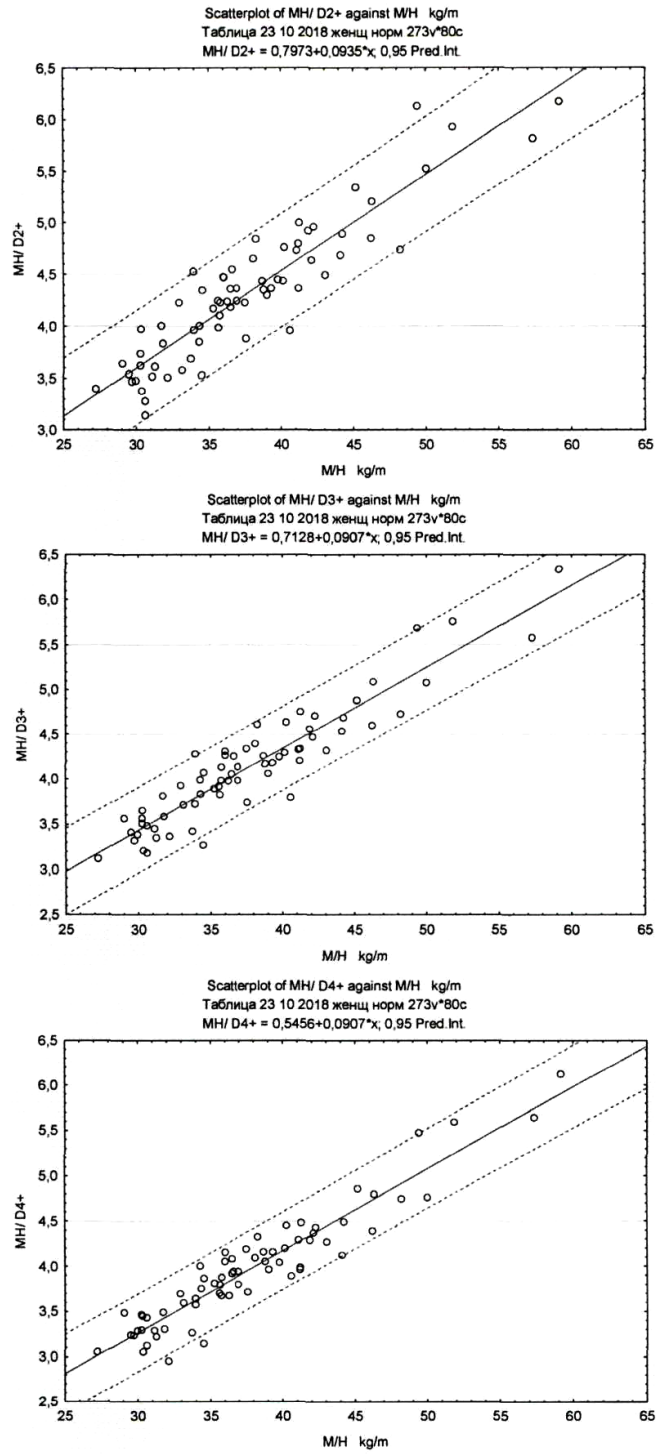 Scatterplot of MH/ D2+ against M/H kg/m
Таблица 23 10 2018 женщ норм 273v*80c
MH/ D2+ = 0,7973+0,0935*x; 0,95 Pred.Int.
6,5
6,0
5,5
5,0
4,5
4,0
3,5
3,0
MH/ D2+
25 30 35 40 45 50 55 60 65
M/H kg/m
Scatterplot of MH/ D3+ against M/H kg/m
Таблица 23 10 2018 женщ норм 273v*80c
MH/ D3+ = 0,7128+0,0907*x; 0,95 Pred.Int.
6,5
6,0
5,5
5,0
4,5
4,0
3,5
3,0
2,5
MH/ D3+
25 30 35 40 45 50 55 60 65
M/H kg/m
Scatterplot of MH/ D4+ against M/H kg/m
Таблица 23 10 2018 женщ норм 273v*80c
MH/ D4+ = 0,5456+0,0907*x; 0,95 Pred.Int.
6,5
6,0
5,5
5,0
4,5
4,0
3,5
3,0
2,5
MH/ D4+
25 30 35 40 45 50 55 60 65
M/H kg/m